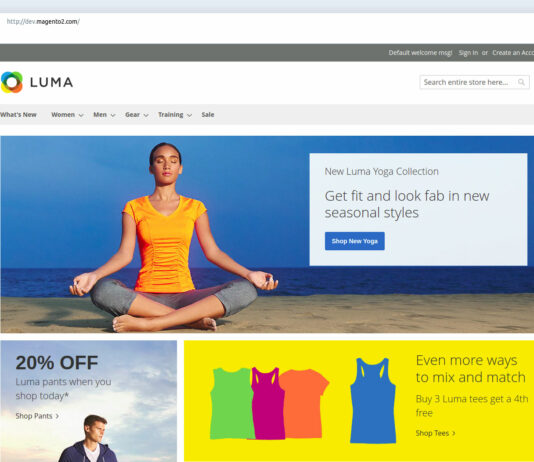 http://dev.magento2.com/
Default welcome msg! Sign In or Create an Acco
LUMA
Search entire store here...
What's New Women Men Gear Training Sale
New Luma Yoga Collection
Get fit and look fab in new
seasonal styles
Shop New Yoga
20% OFF
Luma pants when you
shop today*
Shop Pants >
Even more ways
to mix and match
Buy 3 Luma tees get a 4th
free
Shop Tees >